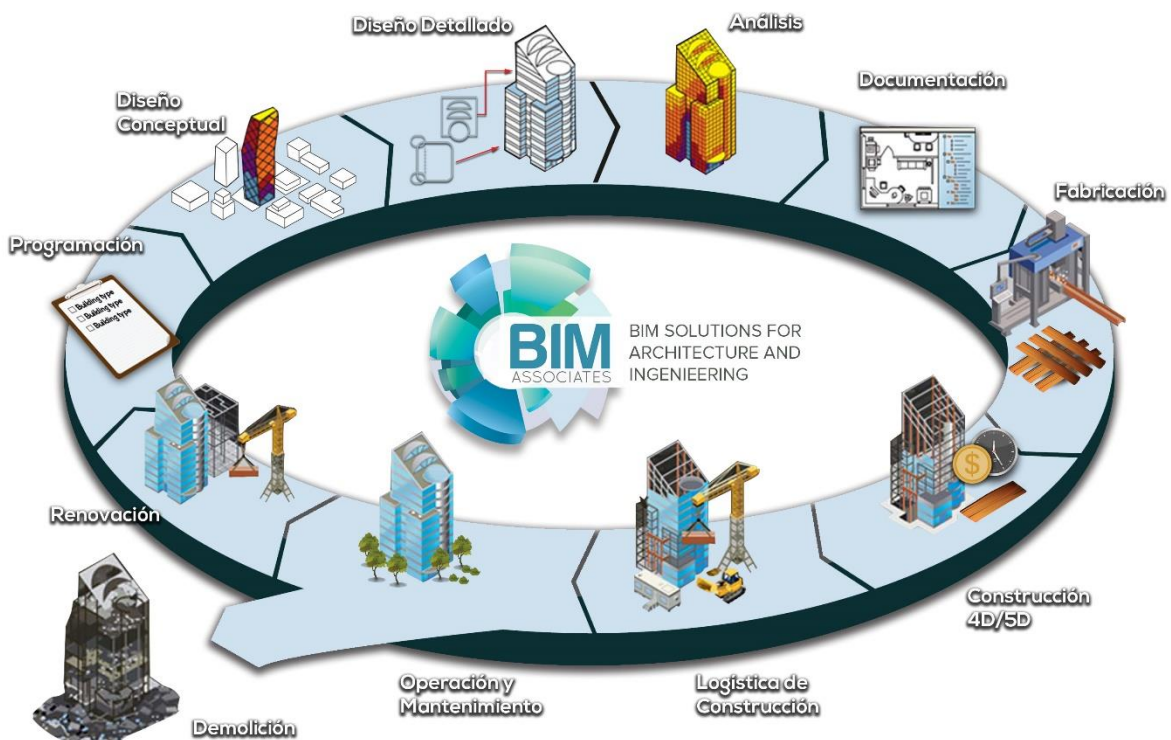 Diseño Detallado
Análisis
Documentación
Diseño
Conceptual
Fabricación
Programación
Building type
Building type
Building type
BIM
ASSOCIATES
BIM SOLUTIONS FOR
ARCHITECTURE AND
INGENIEERING
$
Renovación
Construcción
4D/5D
Operación y
Mantenimiento
Logística de
Construcción
Demolición